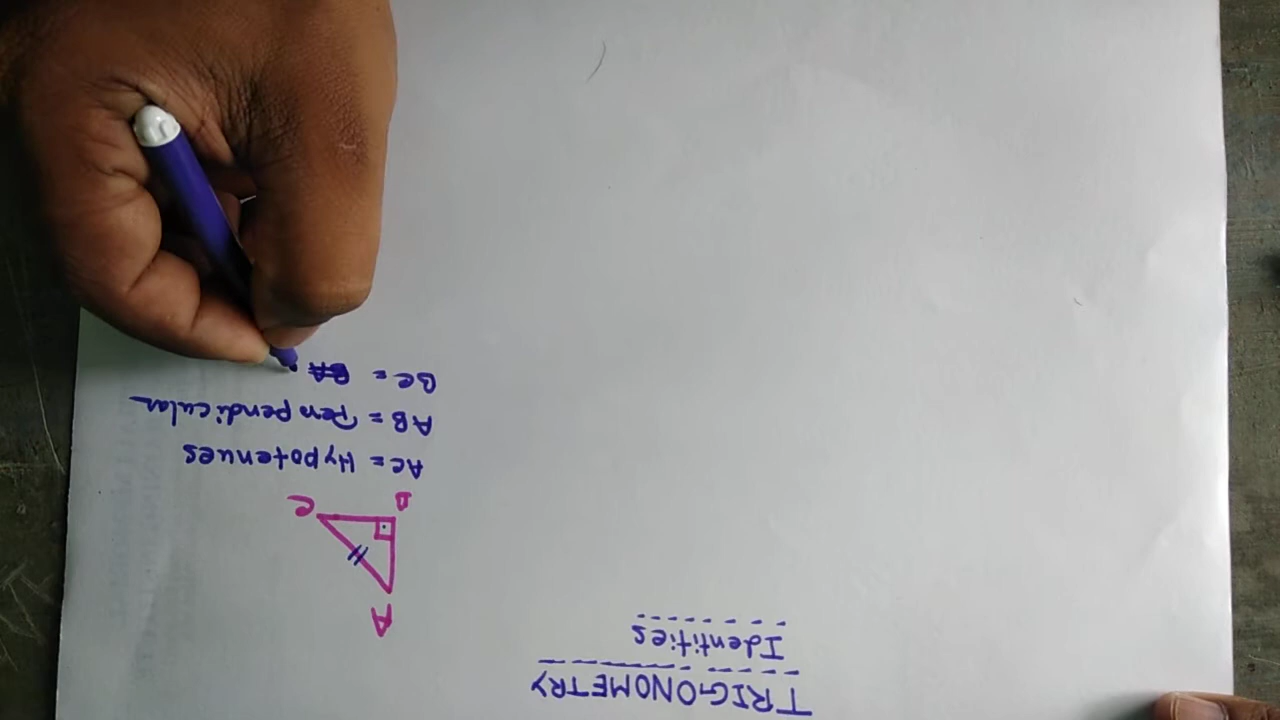 TRIGONOMETRY
Identities
A
B C
AC = Hypotenues
AB = Perpendicular
BC =